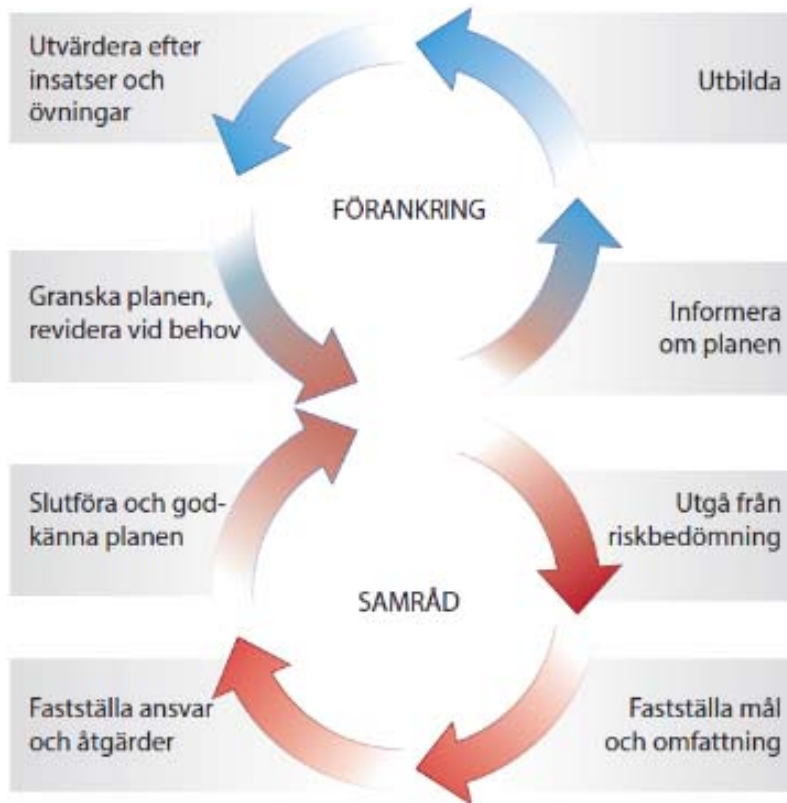 Utvärdera efter
insatser och
övningar
Utbilda
FÖRANKRING
Granska planen,
revidera vid behov
Informera
om planen
Slutföra och god-
känna planen
Utgå från
riskbedömning
SAMRÅD
Fastställa ansvar
och åtgärder
Fastställa mål
och omfattning